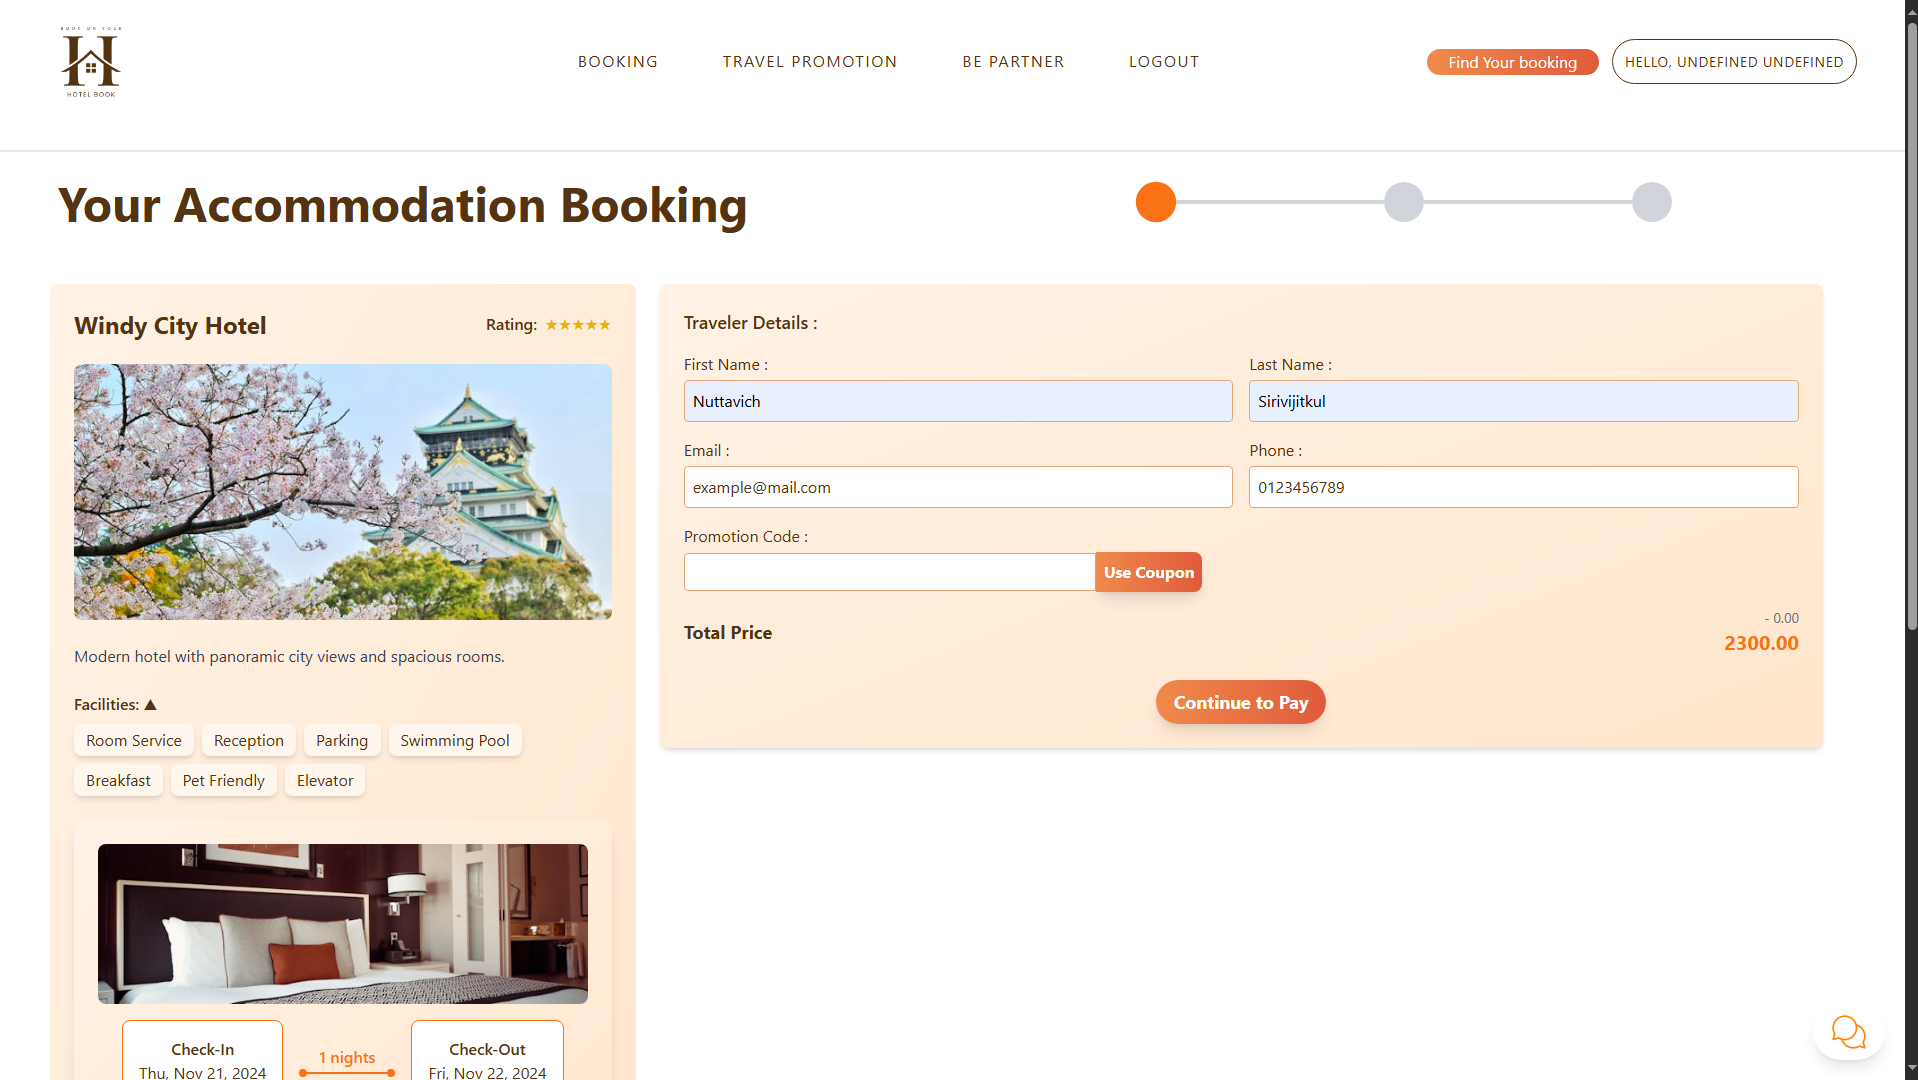 BOOK ON YOUR
HOTEL BOOK
BOOKING
TRAVEL PROMOTION
BE PARTNER
LOGOUT
Find Your booking
HELLO, UNDEFINED UNDEFINED
Your Accommodation Booking
Windy City Hotel
Rating: ★★★★★
Modern hotel with panoramic city views and spacious rooms.
Facilities: ▲
Room Service
Reception
Parking
Swimming Pool
Breakfast
Pet Friendly
Elevator
Check-In
Thu, Nov 21, 2024
1 nights
Check-Out
Fri, Nov 22, 2024
Traveler Details :
First Name :
Nuttavich
Last Name :
Sirivijitkul
Email :
example@mail.com
Phone :
0123456789
Promotion Code :
Use Coupon
Total Price
- 0.00
2300.00
Continue to Pay